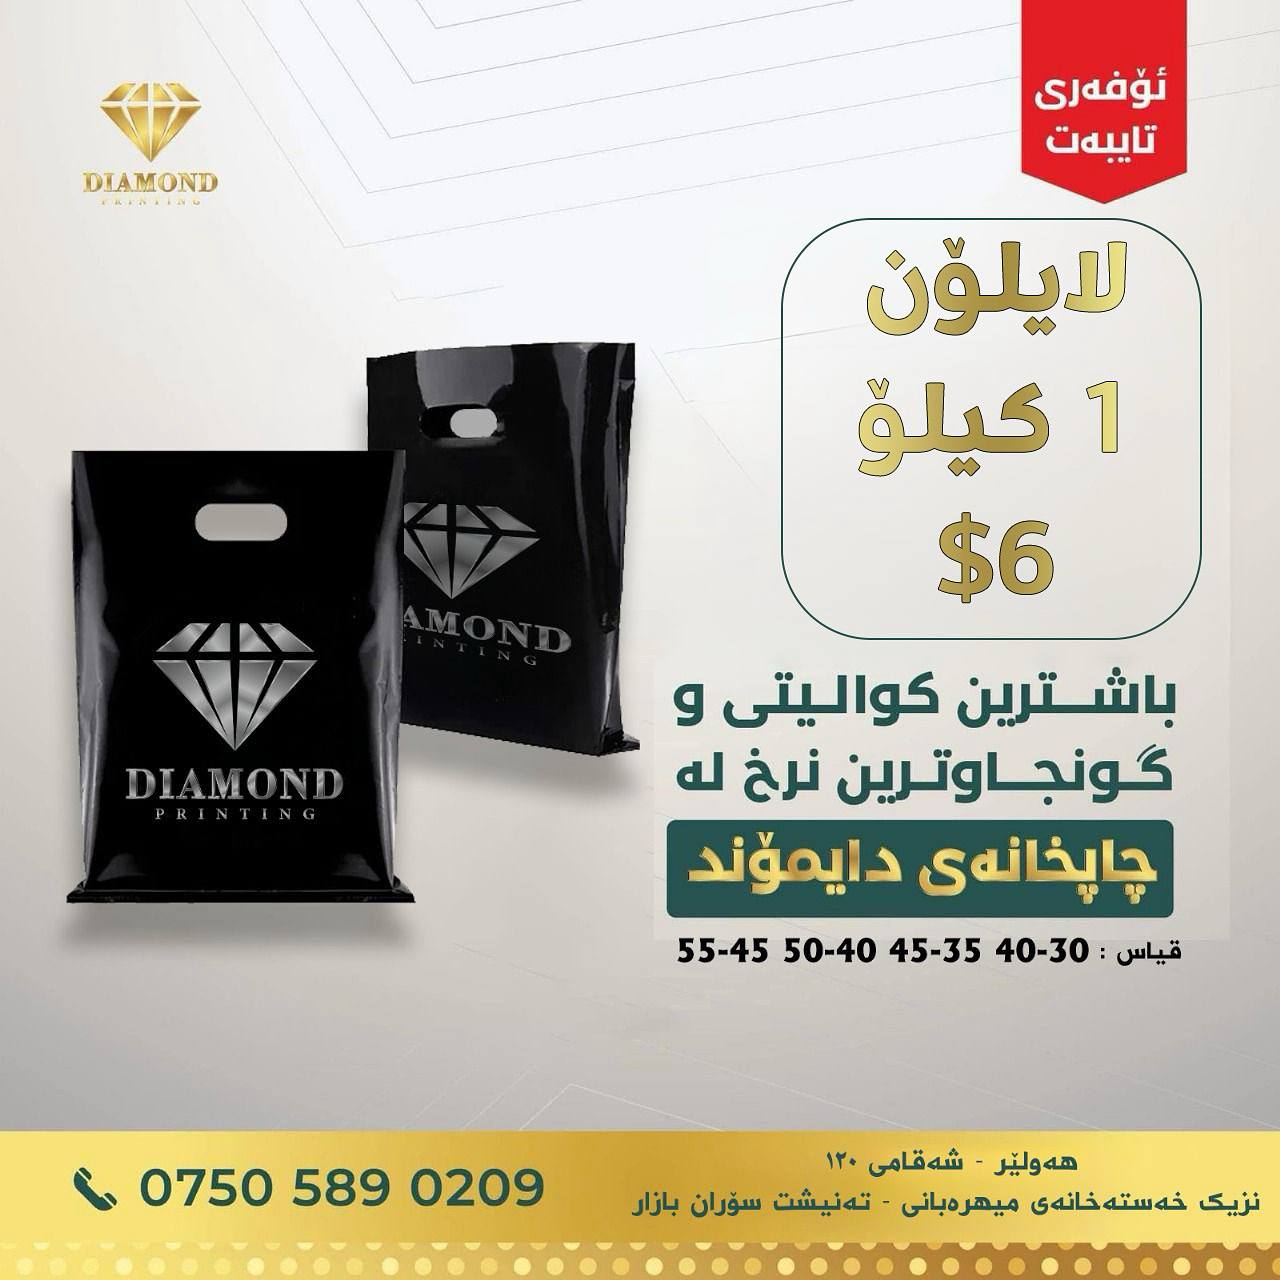 DIAMOND
PRINTING
ئۆفەری
تایبەت
لایلۆن
1 کیلۆ
$6
AMOND
INTING
DIAMOND
PRINTING
باشترین کوالیتی و
گونجاوترین نرخ لە
چاپخانەی دایمۆند
قیاس : 30-40 35-45 40-50 45-55
هەولێر - شەقامی ١٢٠
نزیک خەستەخانەی میهرەبانی - تەنیشت سۆران بازار
0750 589 0209